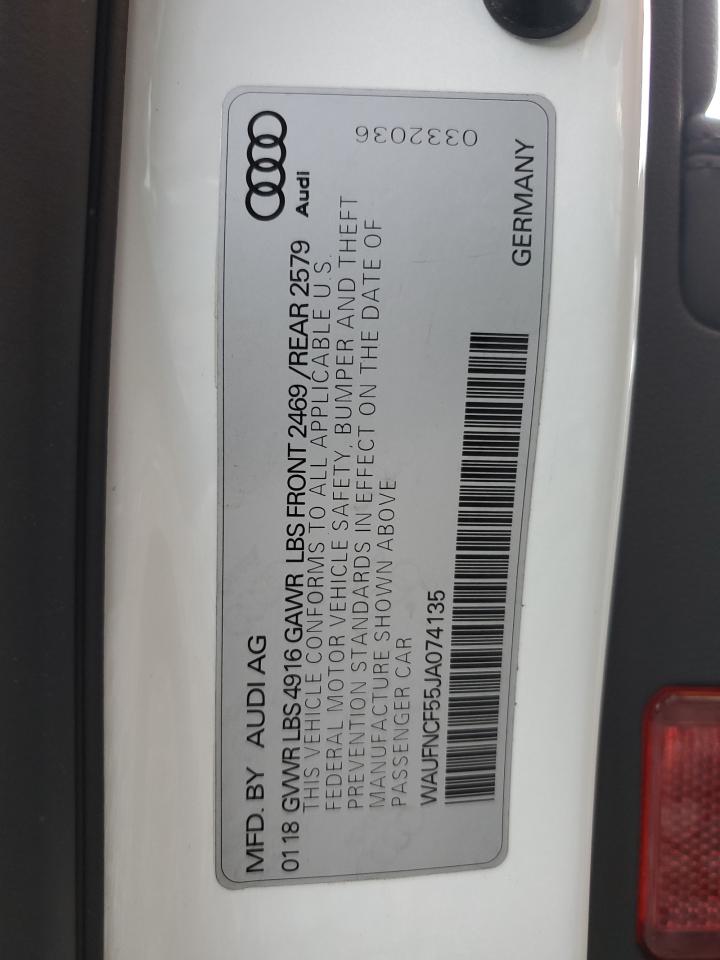 MFD. BY AUDI AG
0118 GVWR LBS 4916 GAWR LBS FRONT 2469 /REAR 2579
Audi
THIS VEHICLE CONFORMS TO ALL APPLICABLE U.S.
FEDERAL MOTOR VEHICLE SAFETY, BUMPER AND THEFT
PREVENTION STANDARDS IN EFFECT ON THE DATE OF
MANUFACTURE SHOWN ABOVE
PASSENGER CAR
0332036
WAUFNCF55JA074135
GERMANY